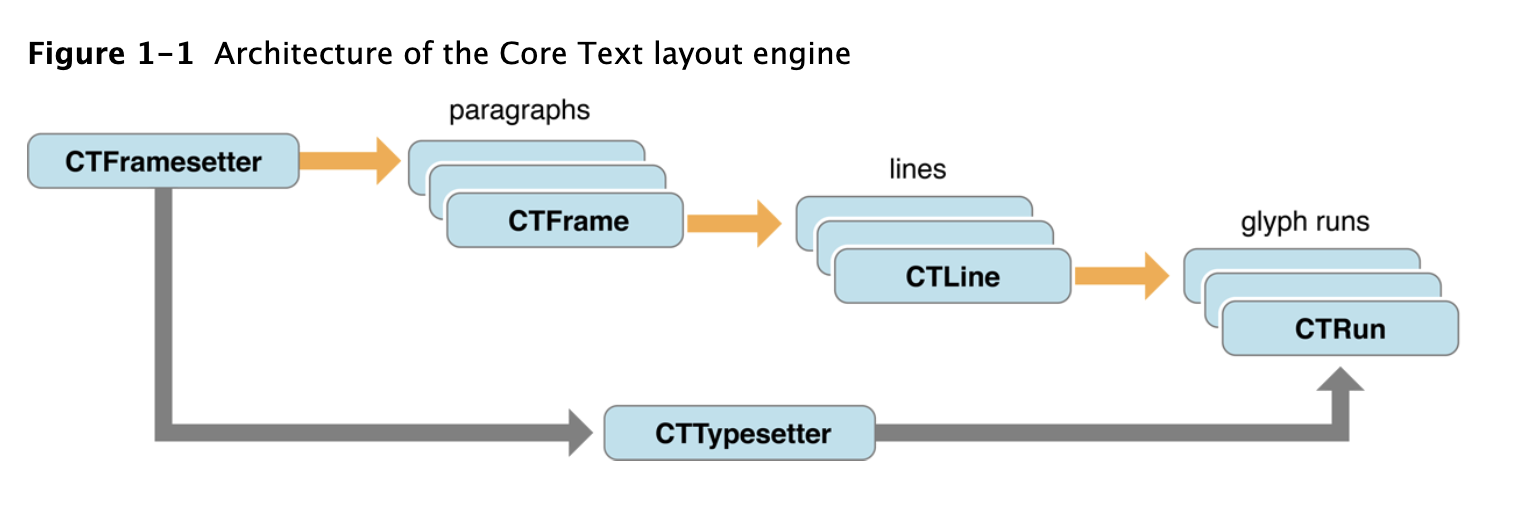 Figure 1–1 Architecture of the Core Text layout engine
paragraphs
CTFramesetter
lines
CTFrame
glyph runs
CTLine
CTRun
CTTypesetter